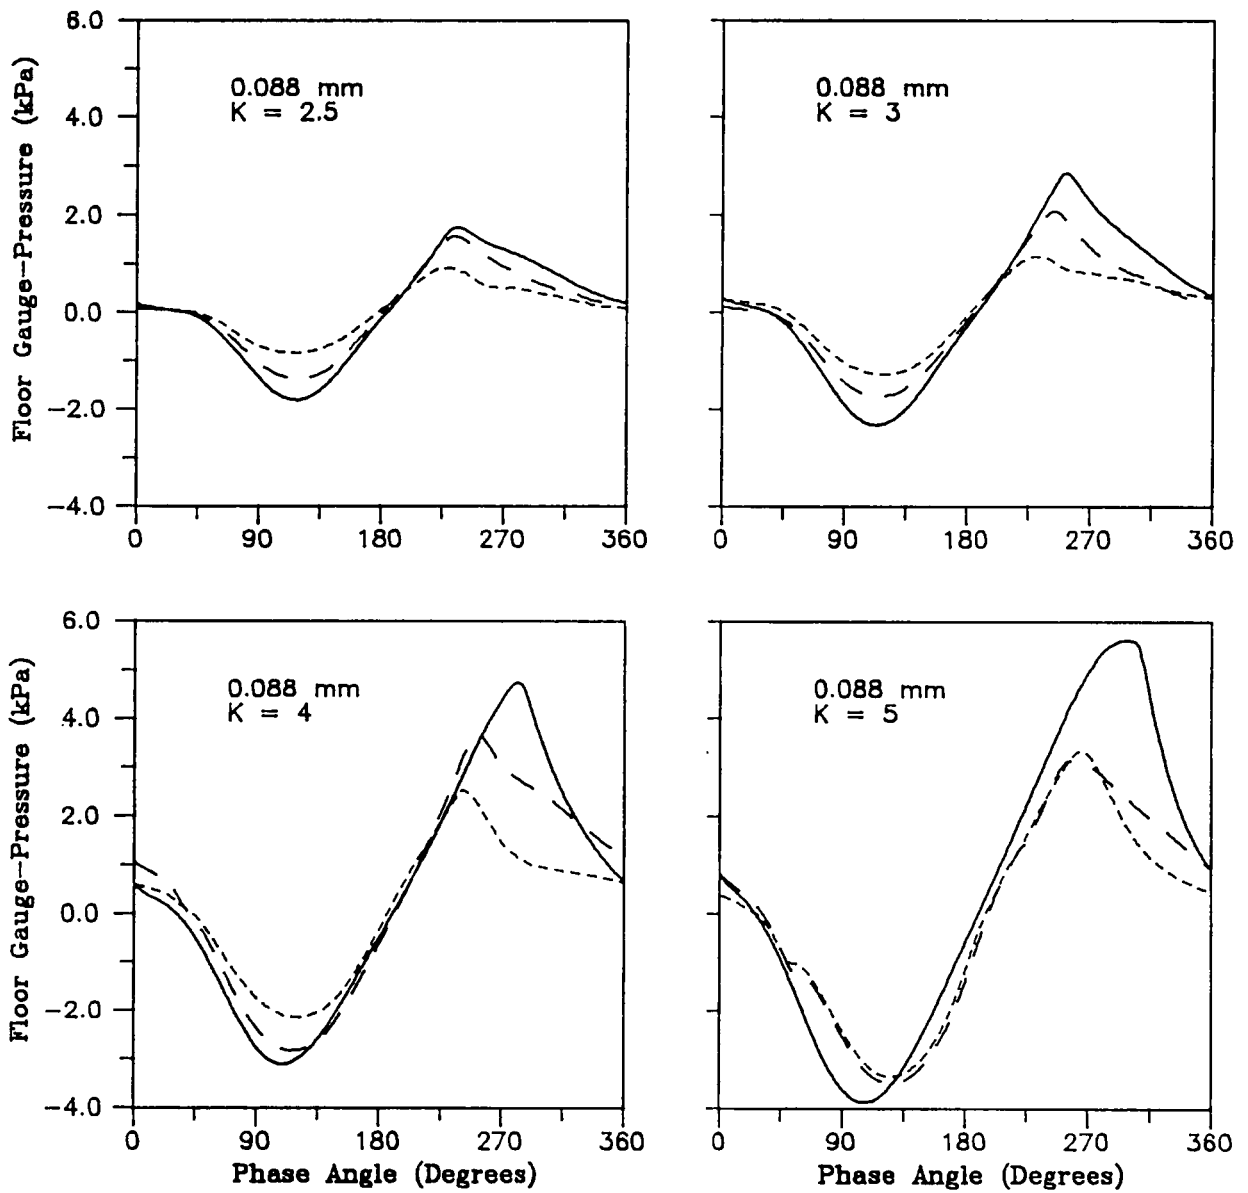 6.0
4.0
2.0
0.0
−2.0
−4.0
Floor Gauge−Pressure (kPa)
0.088 mm
K = 2.5
0 90 180 270 360
0.088 mm
K = 3
0 90 180 270 360
6.0
4.0
2.0
0.0
−2.0
−4.0
Floor Gauge−Pressure (kPa)
0.088 mm
K = 4
0 90 180 270 360
Phase Angle (Degrees)
0.088 mm
K = 5
0 90 180 270 360
Phase Angle (Degrees)